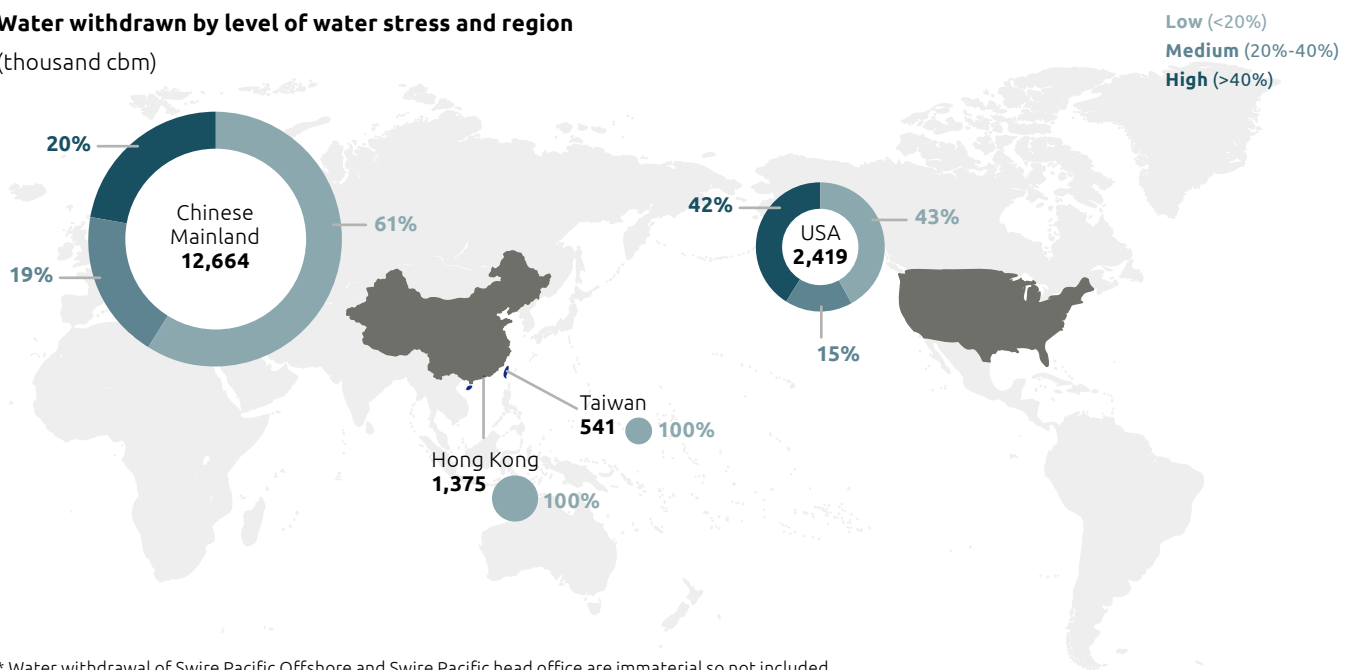 Water withdrawn by level of water stress and region
(thousand cbm)
Low (<20%)
Medium (20%-40%)
High (>40%)
20%
Chinese
Mainland
12,664
61%
19%
42%
USA
2,419
43%
15%
Taiwan
541
100%
Hong Kong
1,375
100%
* Water withdrawal of Swire Pacific Offshore and Swire Pacific head office are immaterial so not included